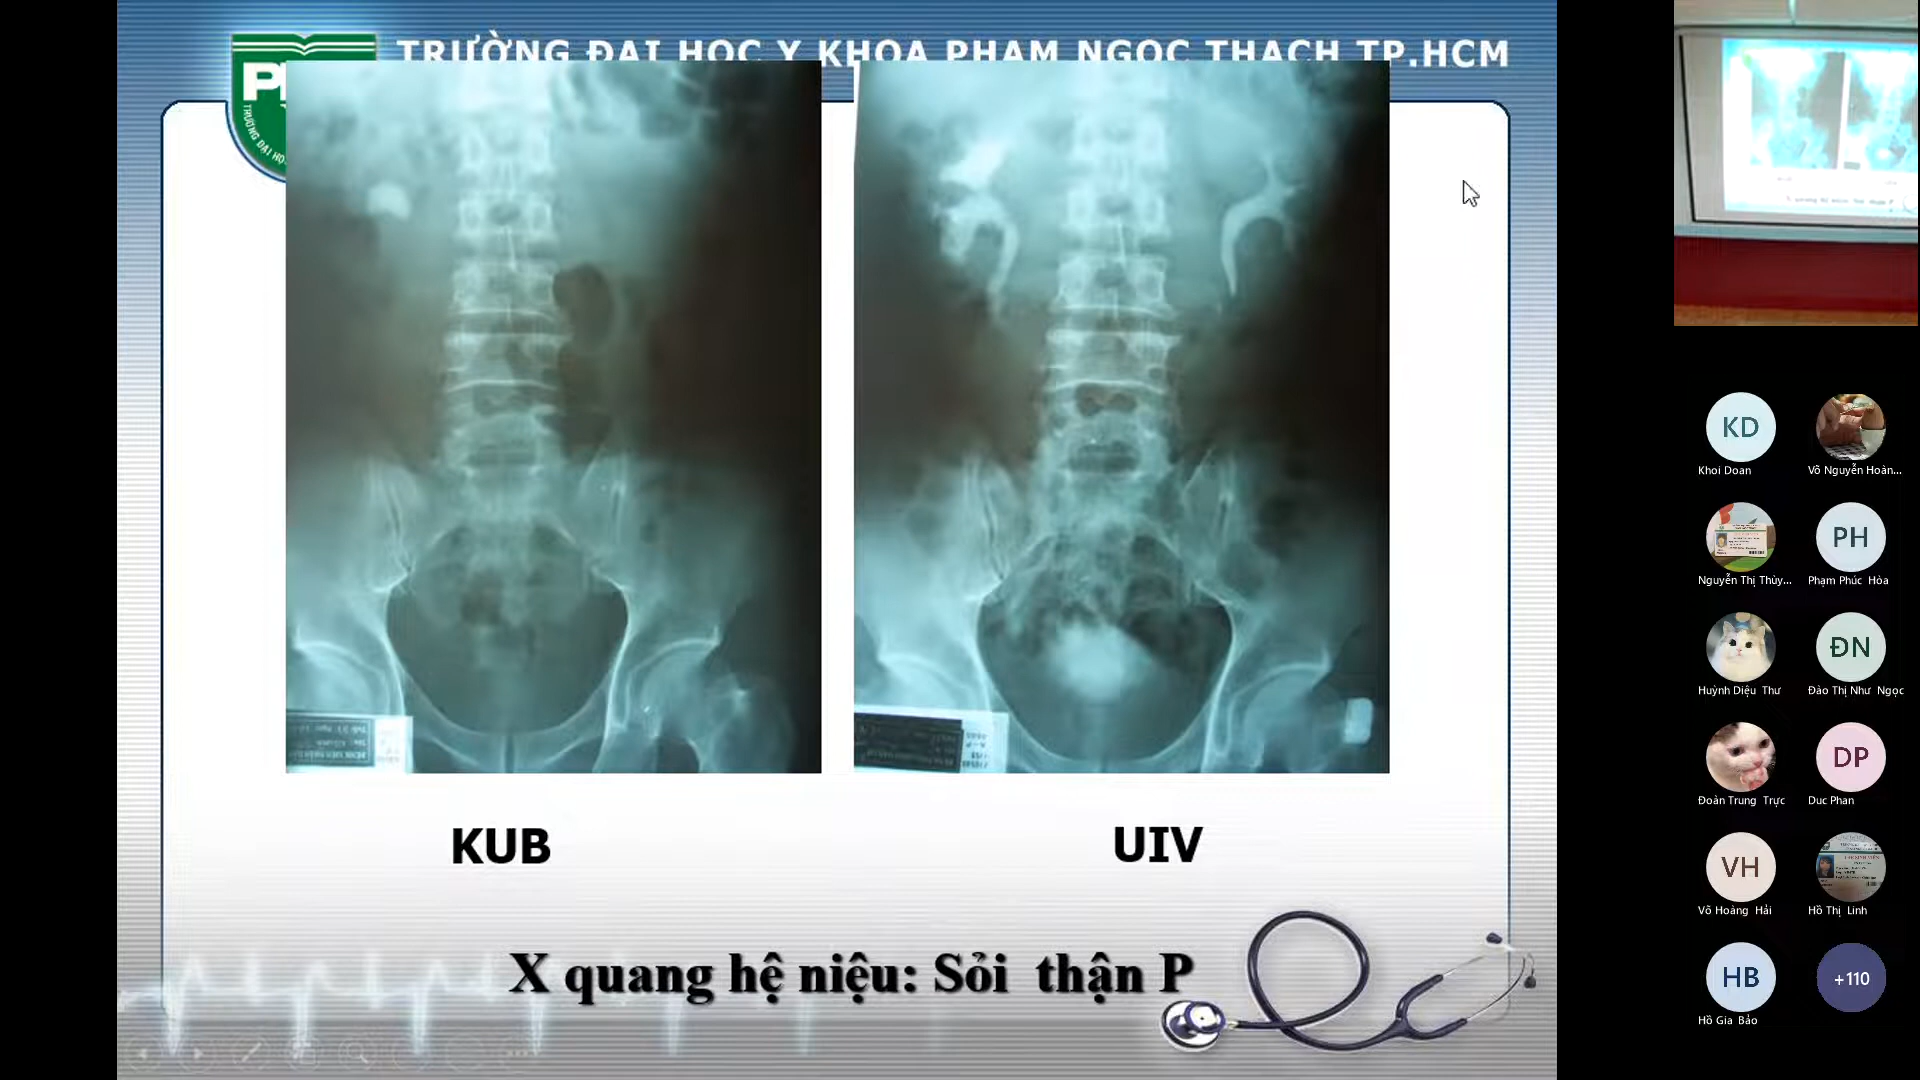 TRƯỜNG ĐẠI HỌC Y KHOA PHẠM NGỌC THẠCH TP.HCM
KUB
UIV
X quang hệ niệu: Sỏi thận P
KD
Khoi Doan
Võ Nguyễn Hoàn...
Nguyễn Thị Thùy...
PH
Phạm Phúc Hòa
Huỳnh Diệu Thư
ĐN
Đào Thị Như Ngọc
Đoàn Trung Trực
DP
Duc Phan
VH
Võ Hoàng Hải
Hồ Thị Linh
HB
Hồ Gia Bảo
+110